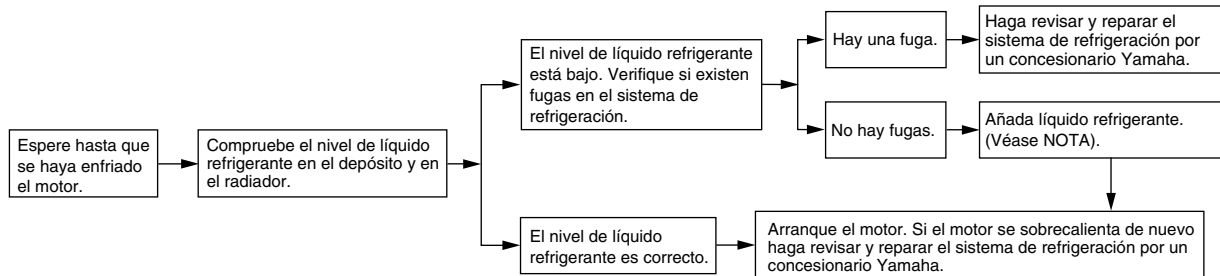 Espere hasta que
se haya enfriado
el motor.
Compruebe el nivel de líquido
refrigerante en el depósito y en
el radiador.
El nivel de líquido refrigerante
está bajo. Verifique si existen
fugas en el sistema de
refrigeración.
Hay una fuga.
Haga revisar y reparar el
sistema de refrigeración por
un concesionario Yamaha.
No hay fugas.
Añada líquido refrigerante.
(Véase NOTA).
El nivel de líquido
refrigerante es correcto.
Arranque el motor. Si el motor se sobrecalienta de nuevo
haga revisar y reparar el sistema de refrigeración por un
concesionario Yamaha.